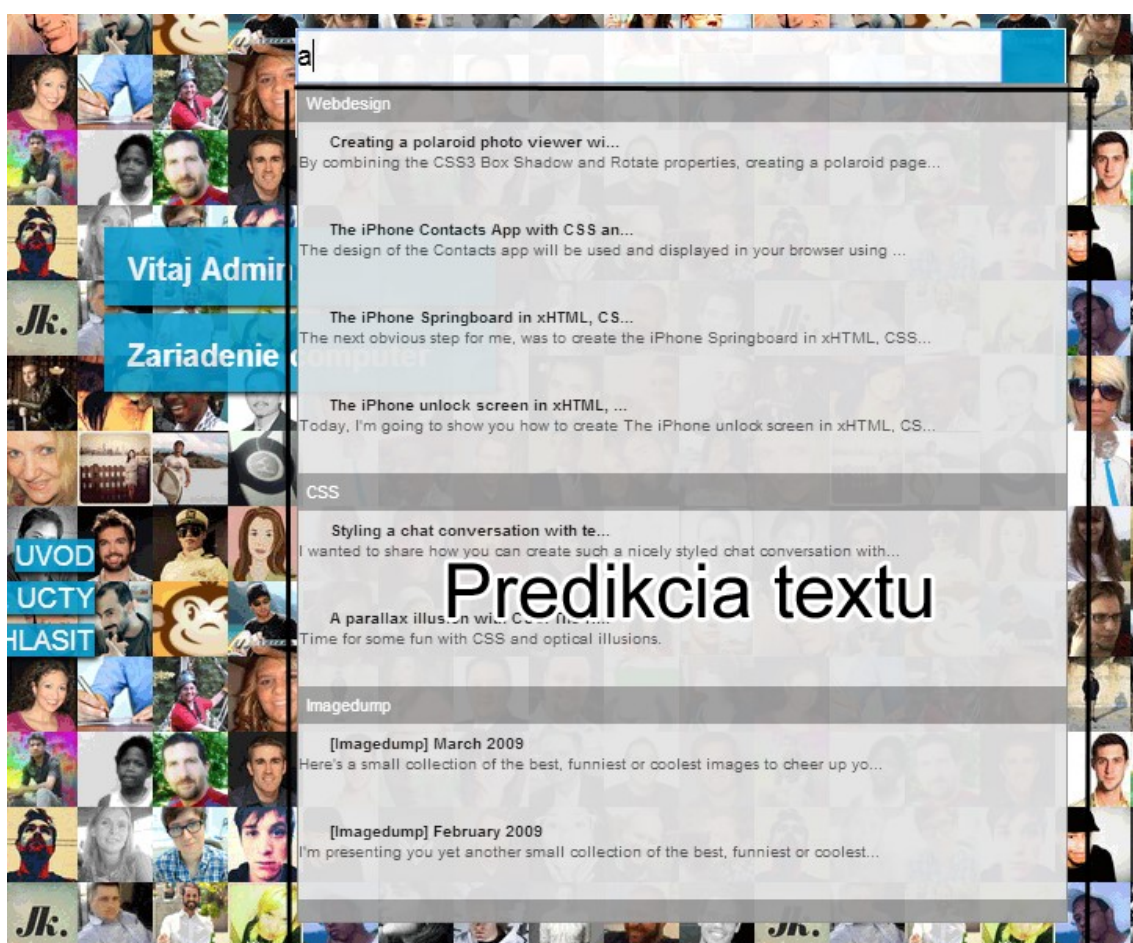 a
Webdesign
Creating a polaroid photo viewer wi...
By combining the CSS3 Box Shadow and Rotate properties, creating a polaroid page...
The iPhone Contacts App with CSS an...
The design of the Contacts app will be used and displayed in your browser using ...
Vitaj Admin
The iPhone Springboard in xHTML, CS...
The next obvious step for me, was to create the iPhone Springboard in xHTML, CSS...
Jk.
Zariadenie computer
The iPhone unlock screen in xHTML, ...
Today, I'm going to show you how to create The iPhone unlock screen in xHTML, CS...
CSS
Styling a chat conversation with te...
I wanted to share how you can create such a nicely styled chat conversation with...
UVOD
UCTY
HLASIT
Predikcia textu
A parallax illusion with
Time for some fun with CSS and optical illusions.
Imagedump
[Imagedump] March 2009
Here's a small collection of the best, funniest or coolest images to cheer up yo...
[Imagedump] February 2009
I'm presenting you yet another small collection of the best, funniest or coolest...
Jk.
Jk.